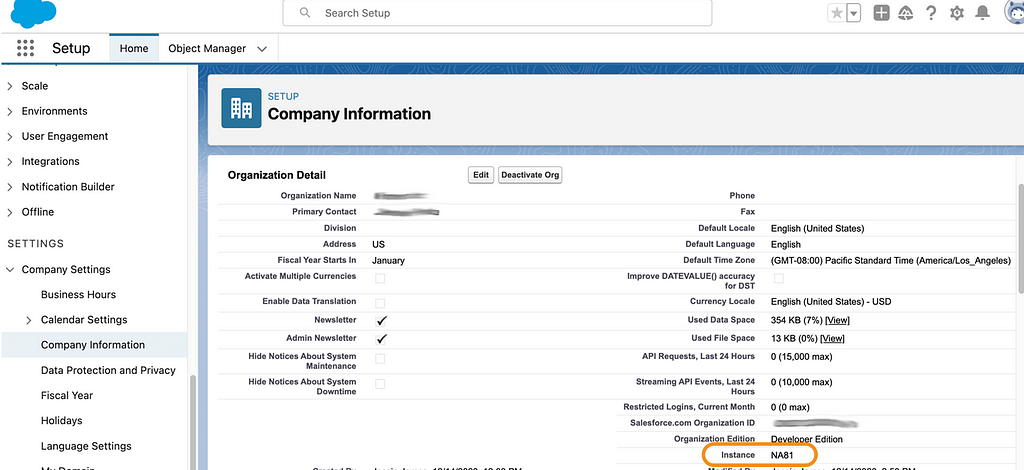 Search Setup
Setup
Home
Object Manager
Scale
Environments
User Engagement
Integrations
Notification Builder
Offline
SETTINGS
Company Settings
Business Hours
Calendar Settings
Company Information
Data Protection and Privacy
Fiscal Year
Holidays
Language Settings
My Domain
SETUP
Company Information
Organization Detail
Edit
Deactivate Org
Organization Name
Primary Contact
Division
Address US
Fiscal Year Starts In January
Activate Multiple Currencies
Enable Data Translation
Newsletter
Admin Newsletter
Hide Notices About System
Maintenance
Hide Notices About System
Downtime
Created By
Phone
Fax
Default Locale English (United States)
Default Language English
Default Time Zone (GMT-08:00) Pacific Standard Time (America/Los_Angeles)
Improve DATEVALUE() accuracy
for DST
Currency Locale English (United States) - USD
Used Data Space 354 KB (7%) [View]
Used File Space 13 KB (0%) [View]
API Requests, Last 24 Hours 0 (15,000 max)
Streaming API Events, Last 24
Hours 0 (10,000 max)
Restricted Logins, Current Month 0 (0 max)
Salesforce.com Organization ID
Organization Edition Developer Edition
Instance NA81
Modified By